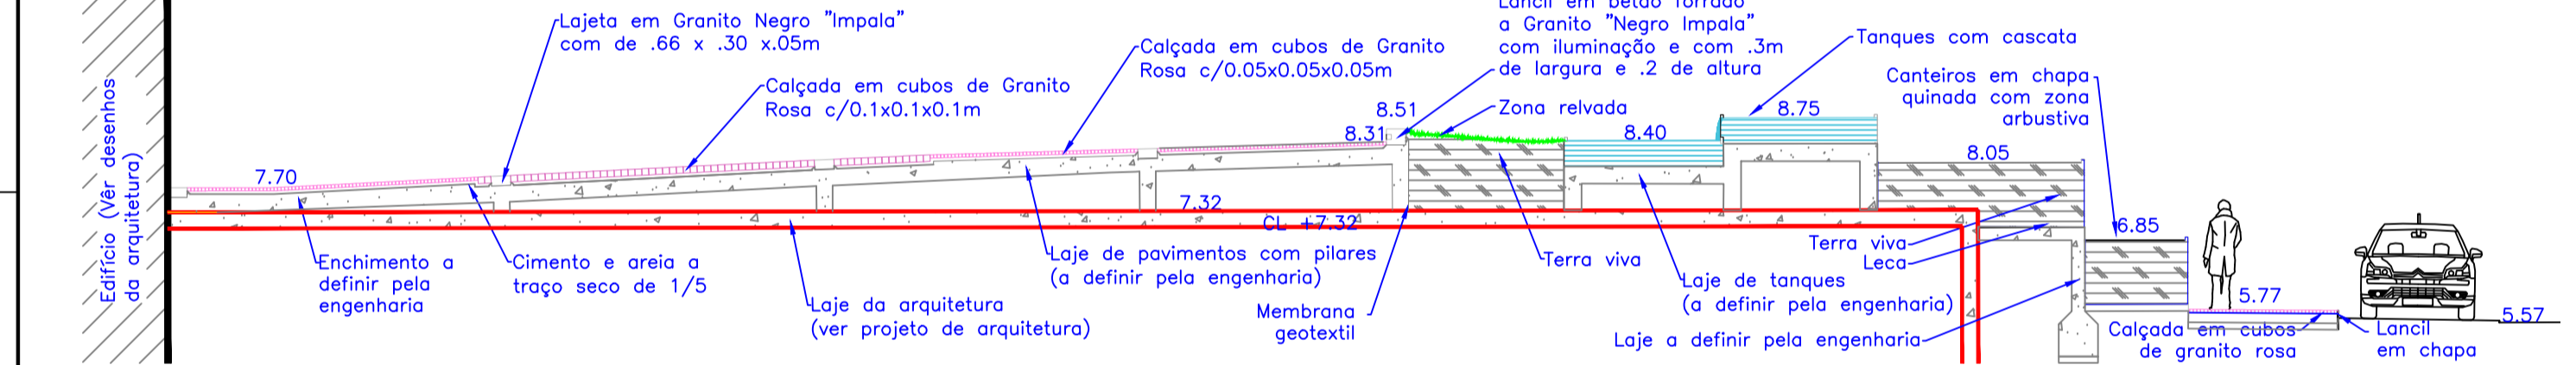 Edifício (Vêr desenhos
da arquitetura)
Lajeta em Granito Negro "Impala"
com de .66 x .30 x.05m
Calçada em cubos de Granito
Rosa c/0.1x0.1x0.1m
Calçada em cubos de Granito
Rosa c/0.05x0.05x0.05m
Lancil em betão forrado
a Granito "Negro Impala"
com iluminação e com .3m
de largura e .2 de altura
Zona relvada
Tanques com cascata
Canteiros em chapa
quinada com zona
arbustiva
7.70
8.51
8.31
8.40
8.75
8.05
7.32
CL +7.32
6.85
5.77
5.57
Enchimento a
definir pela
engenharia
Cimento e areia a
traço seco de 1/5
Laje da arquitetura
(ver projeto de arquitetura)
Laje de pavimentos com pilares
(a definir pela engenharia)
Membrana
geotextil
Terra viva
Laje de tanques
(a definir pela engenharia)
Terra viva
Leca
Laje a definir pela engenharia
Calçada em cubos
de granito rosa
Lancil
em chapa